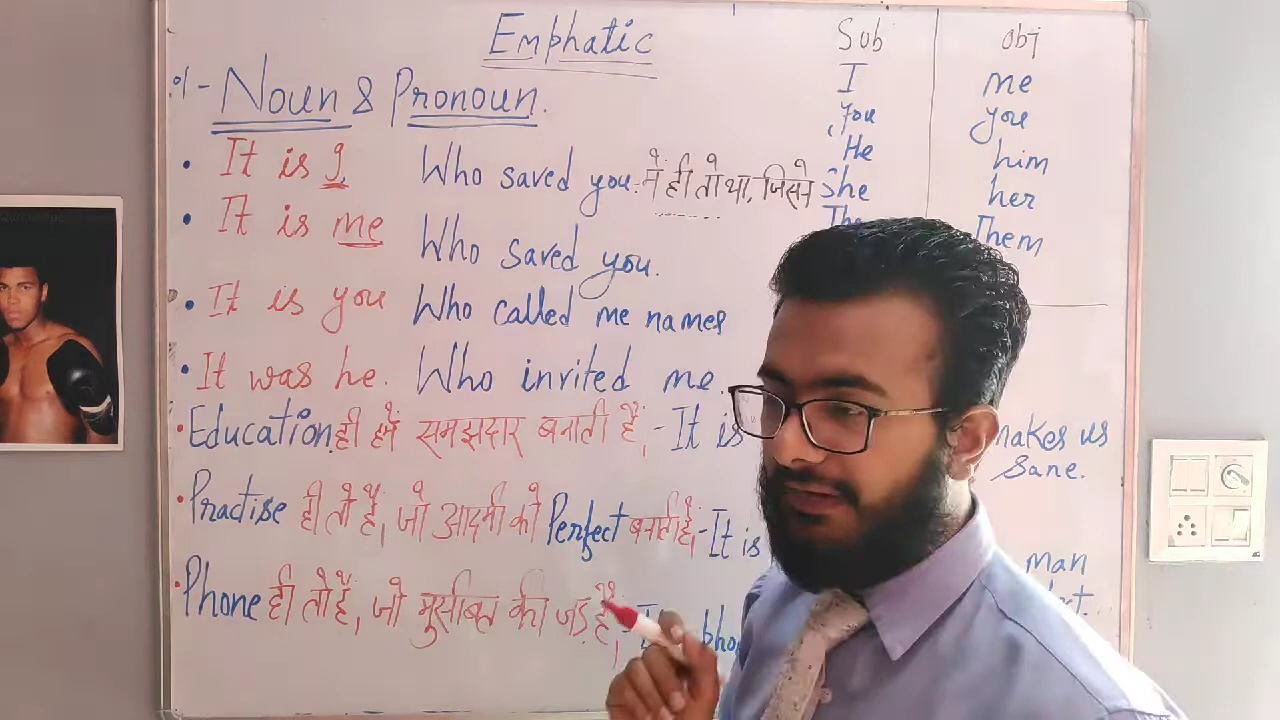 Emphatic
Sub obj
01- Noun & Pronoun.
I me
You you
He him
• It is I Who saved you. मैं ही तो था, जिसने
She her
• It is me Who saved you.
The
Them
• It is you Who called me names
• It was he. Who invited me.
• Education ही हमें समझदार बनाती है, - It is makes us
sane.
• Practise ही तो है, जो आदमी को Perfect बनाती है, - It is
man
• Phone ही तो है, जो मुसीबत की जड़ है,